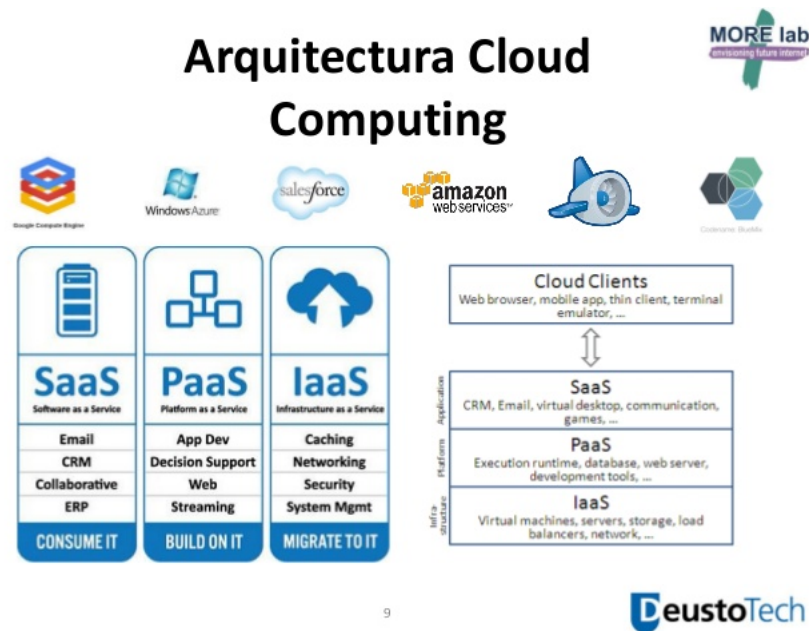 Arquitectura Cloud
Computing
MORE lab
envisioning future internet
Google Compute Engine
Windows Azure
salesforce
amazon
web services™
Codename: BlueMix
SaaS
Software as a Service
Email
CRM
Collaborative
ERP
CONSUME IT
PaaS
Platform as a Service
App Dev
Decision Support
Web
Streaming
BUILD ON IT
IaaS
Infrastructure as a Service
Caching
Networking
Security
System Mgmt
MIGRATE TO IT
Cloud Clients
Web browser, mobile app, thin client, terminal
emulator, ...
Application
SaaS
CRM, Email, virtual desktop, communication,
games, ...
Platform
PaaS
Execution runtime, database, web server,
development tools, ...
Infra-
structure
IaaS
Virtual machines, servers, storage, load
balancers, network, ...
9
DeustoTech